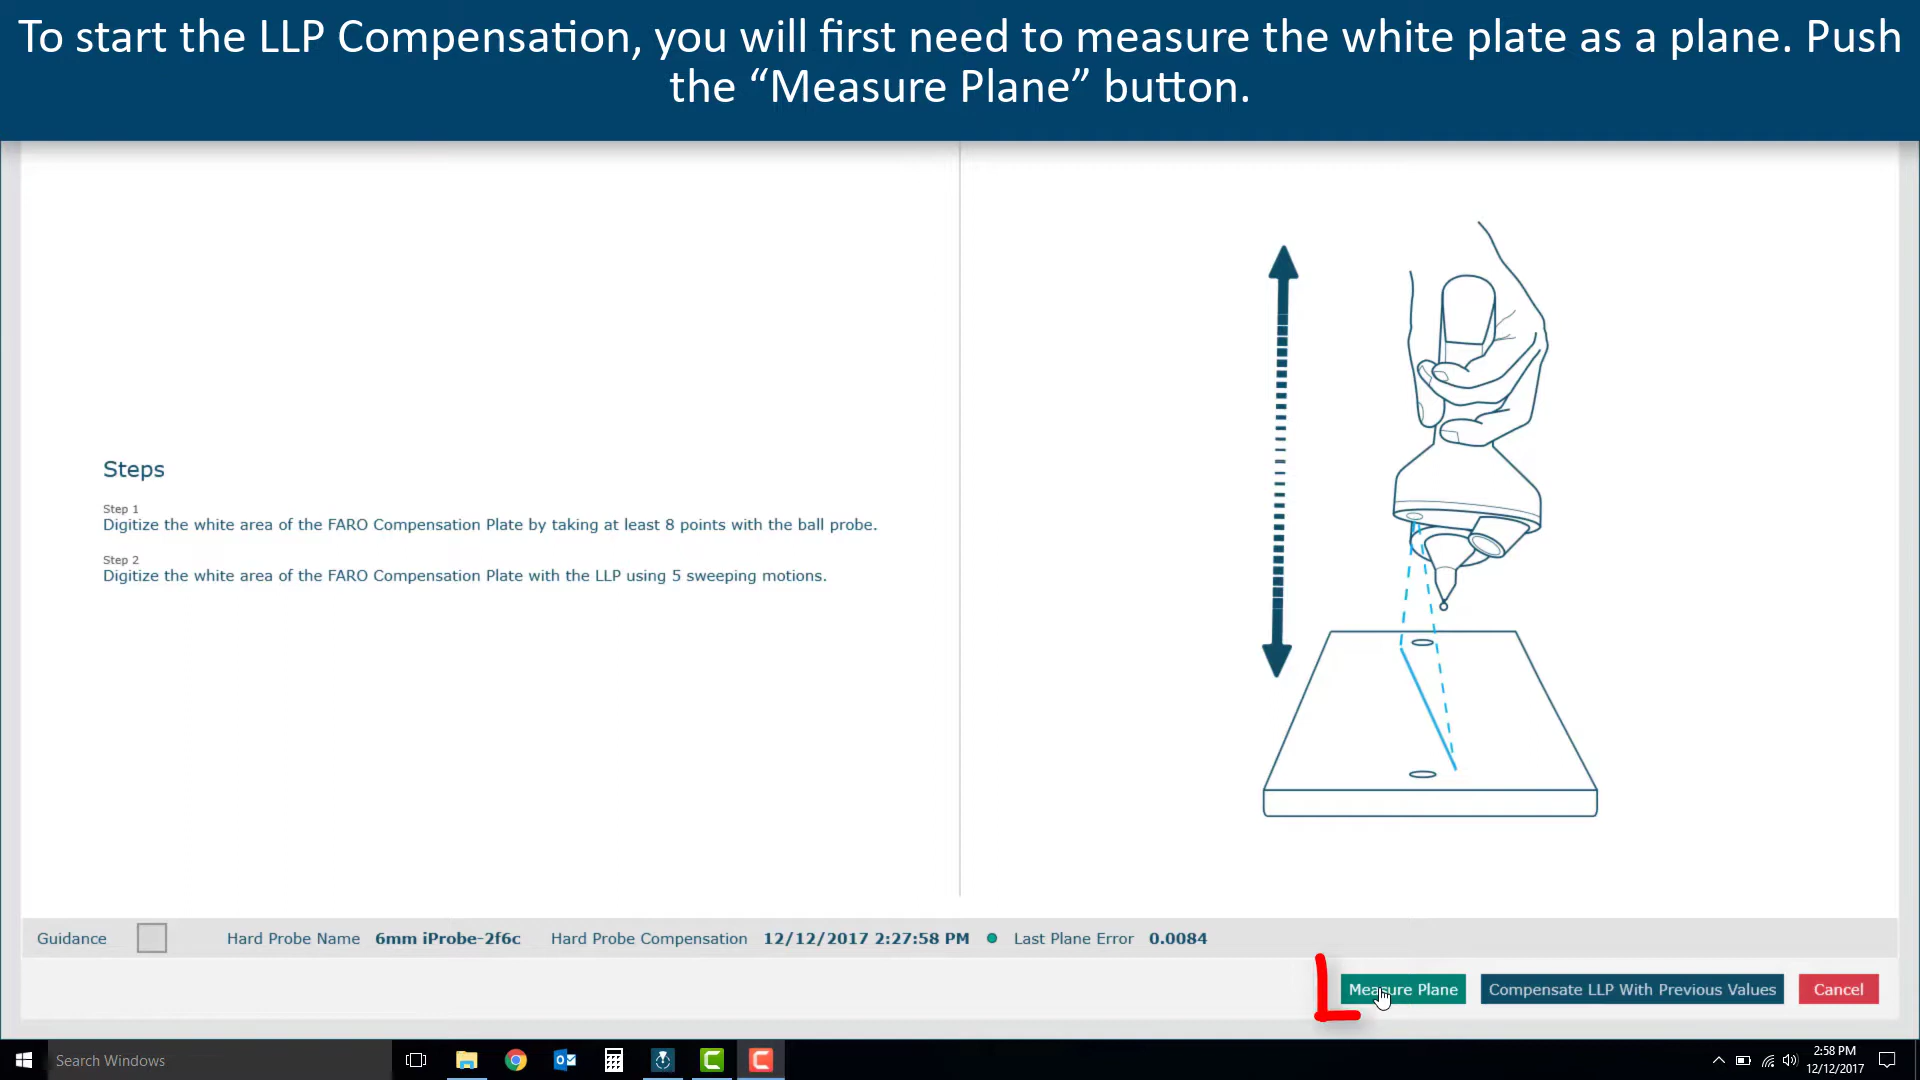 To start the LLP Compensation, you will first need to measure the white plate as a plane. Push
the “Measure Plane” button.
Steps
Step 1
Digitize the white area of the FARO Compensation Plate by taking at least 8 points with the ball probe.
Step 2
Digitize the white area of the FARO Compensation Plate with the LLP using 5 sweeping motions.
Guidance Hard Probe Name 6mm iProbe-2f6c Hard Probe Compensation 12/12/2017 2:27:58 PM Last Plane Error 0.0084
Measure Plane Compensate LLP With Previous Values Cancel
Search Windows
2:58 PM
12/12/2017